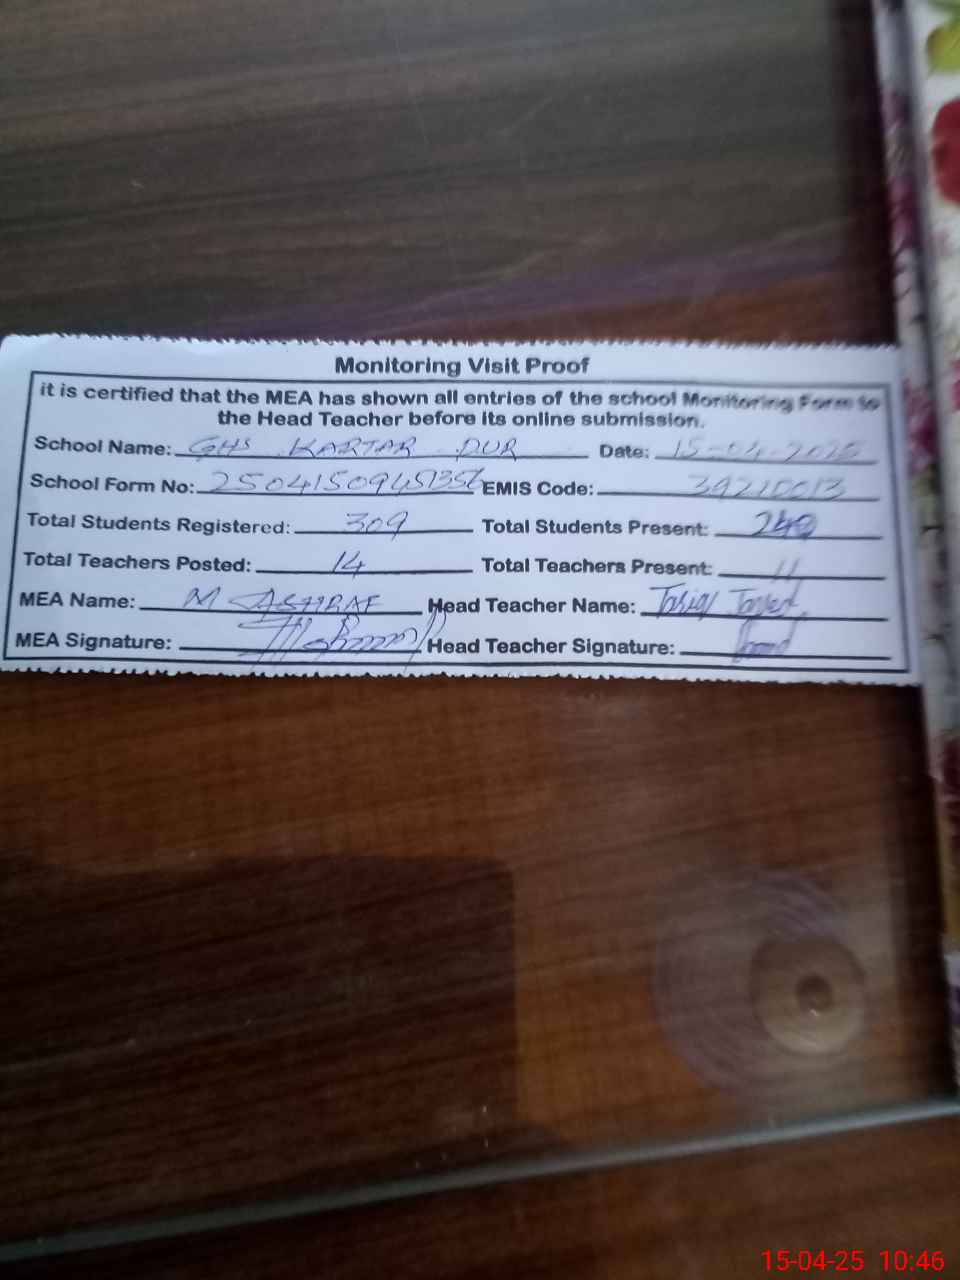 Monitoring Visit Proof
it is certified that the MEA has shown all entries of the school Monitoring Form to
the Head Teacher before its online submission.
School Name: GHS KARTAR PUR Date: 15-04-2025
School Form No: EMIS Code:
Total Students Registered: 309 Total Students Present:
Total Teachers Posted: 14 Total Teachers Present: 11
MEA Name: M ASHRAF Head Teacher Name: Tariq Javed
MEA Signature: Head Teacher Signature:
15-04-25 10:46